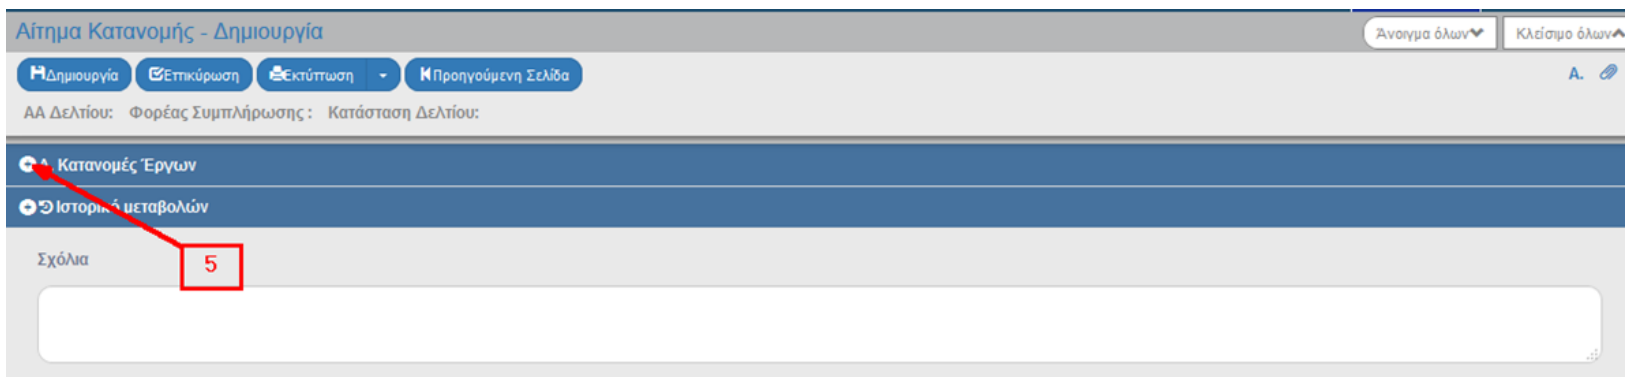 Αίτημα Κατανομής - Δημιουργία
Άνοιγμα όλων Κλείσιμο όλων
Δημιουργία Επικύρωση Εκτύπωση Προηγούμενη Σελίδα Α.
ΑΑ Δελτίου: Φορέας Συμπλήρωσης : Κατάσταση Δελτίου:
Α. Κατανομές Έργων
Ιστορικό μεταβολών
Σχόλια
5